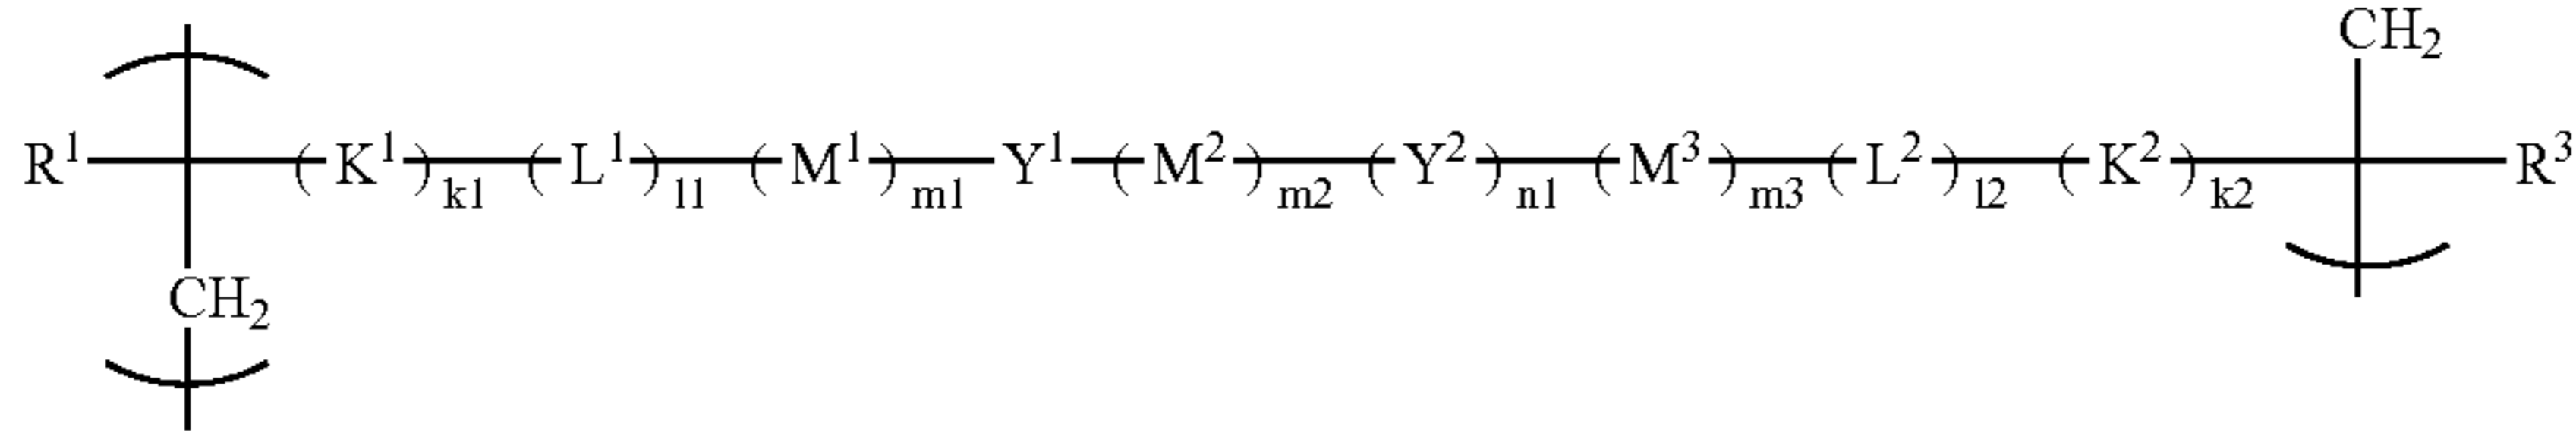 CH₂
R¹—(K¹)ₖ₁—(L¹)ₗ₁—(M¹)ₘ₁—Y¹—(M²)ₘ₂—(Y²)ₙ₁—(M³)ₘ₃—(L²)ₗ₂—(K²)ₖ₂—R³
CH₂